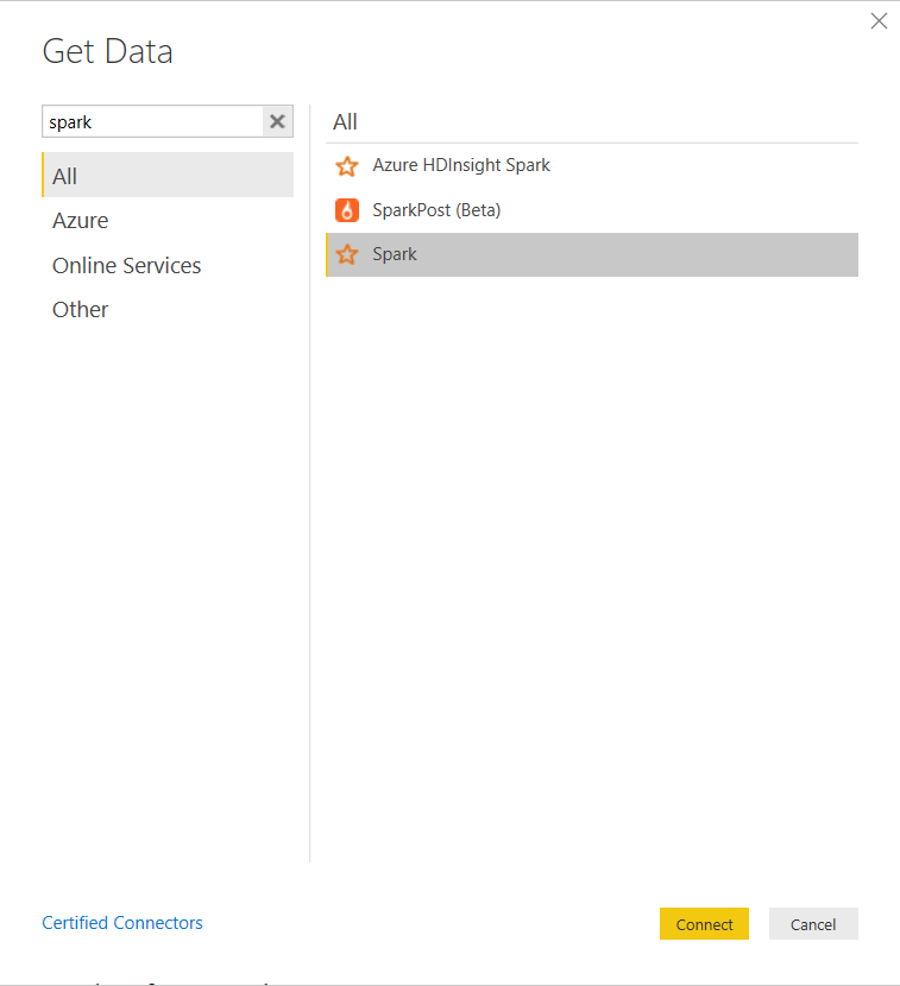 Get Data
spark
All
Azure
Online Services
Other
All
Azure HDInsight Spark
SparkPost (Beta)
Spark
Certified Connectors
Connect
Cancel